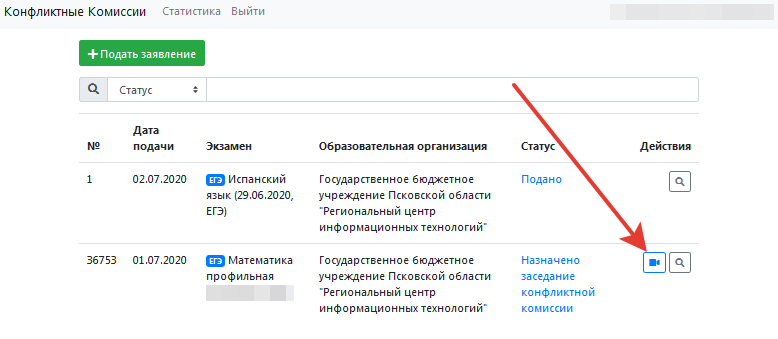 Конфликтные Комиссии Статистика Выйти
Подать заявление
Статус
№ Дата подачи Экзамен Образовательная организация Статус Действия
1 02.07.2020 ЕГЭ Испанский Государственное бюджетное Подано
язык (29.06.2020, учреждение Псковской области
ЕГЭ) "Региональный центр
информационных технологий"
36753 01.07.2020 ЕГЭ Математика Государственное бюджетное Назначено
профильная учреждение Псковской области заседание
"Региональный центр конфликтной
информационных технологий" комиссии